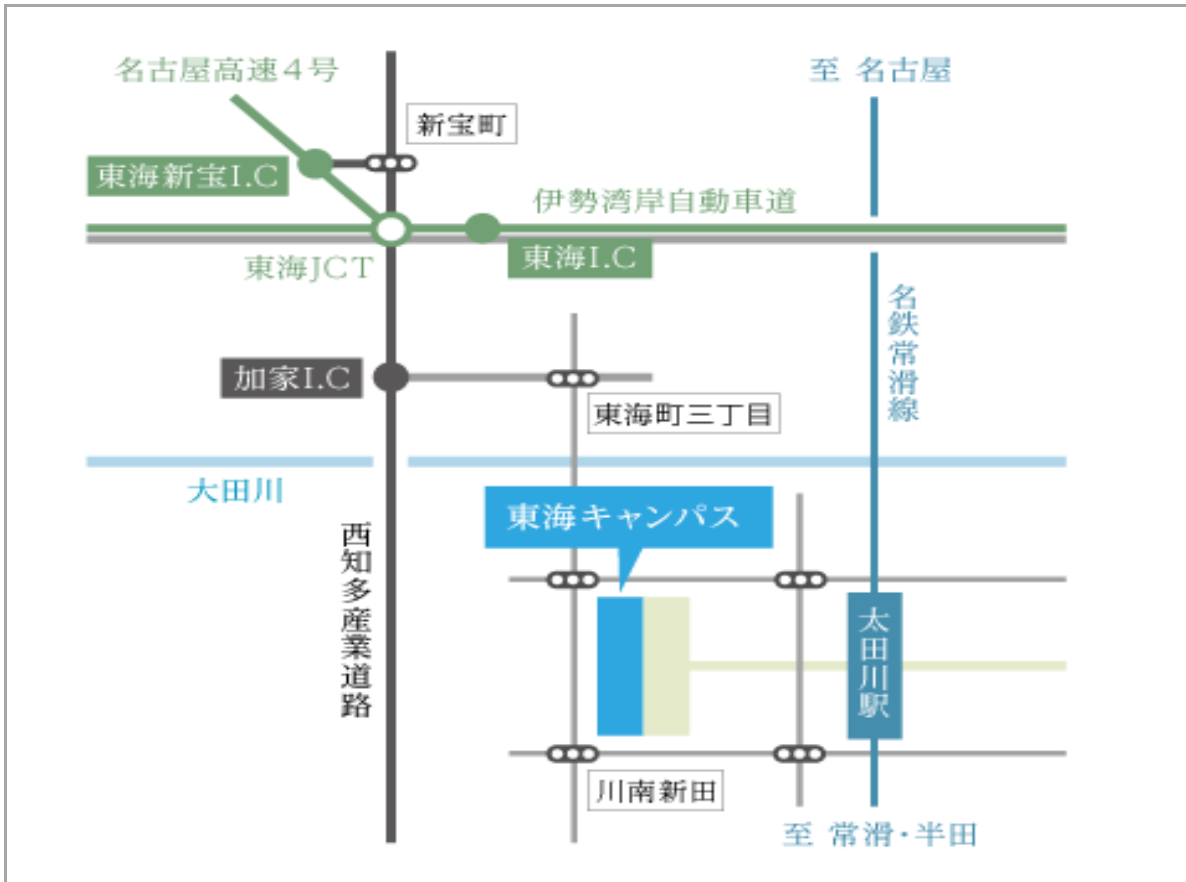 名古屋高速４号
至 名古屋
新宝町
東海新宝I.C
伊勢湾岸自動車道
東海JCT
東海I.C
名鉄常滑線
加家I.C
東海町三丁目
大田川
東海キャンパス
西知多産業道路
太田川駅
川南新田
至 常滑・半田